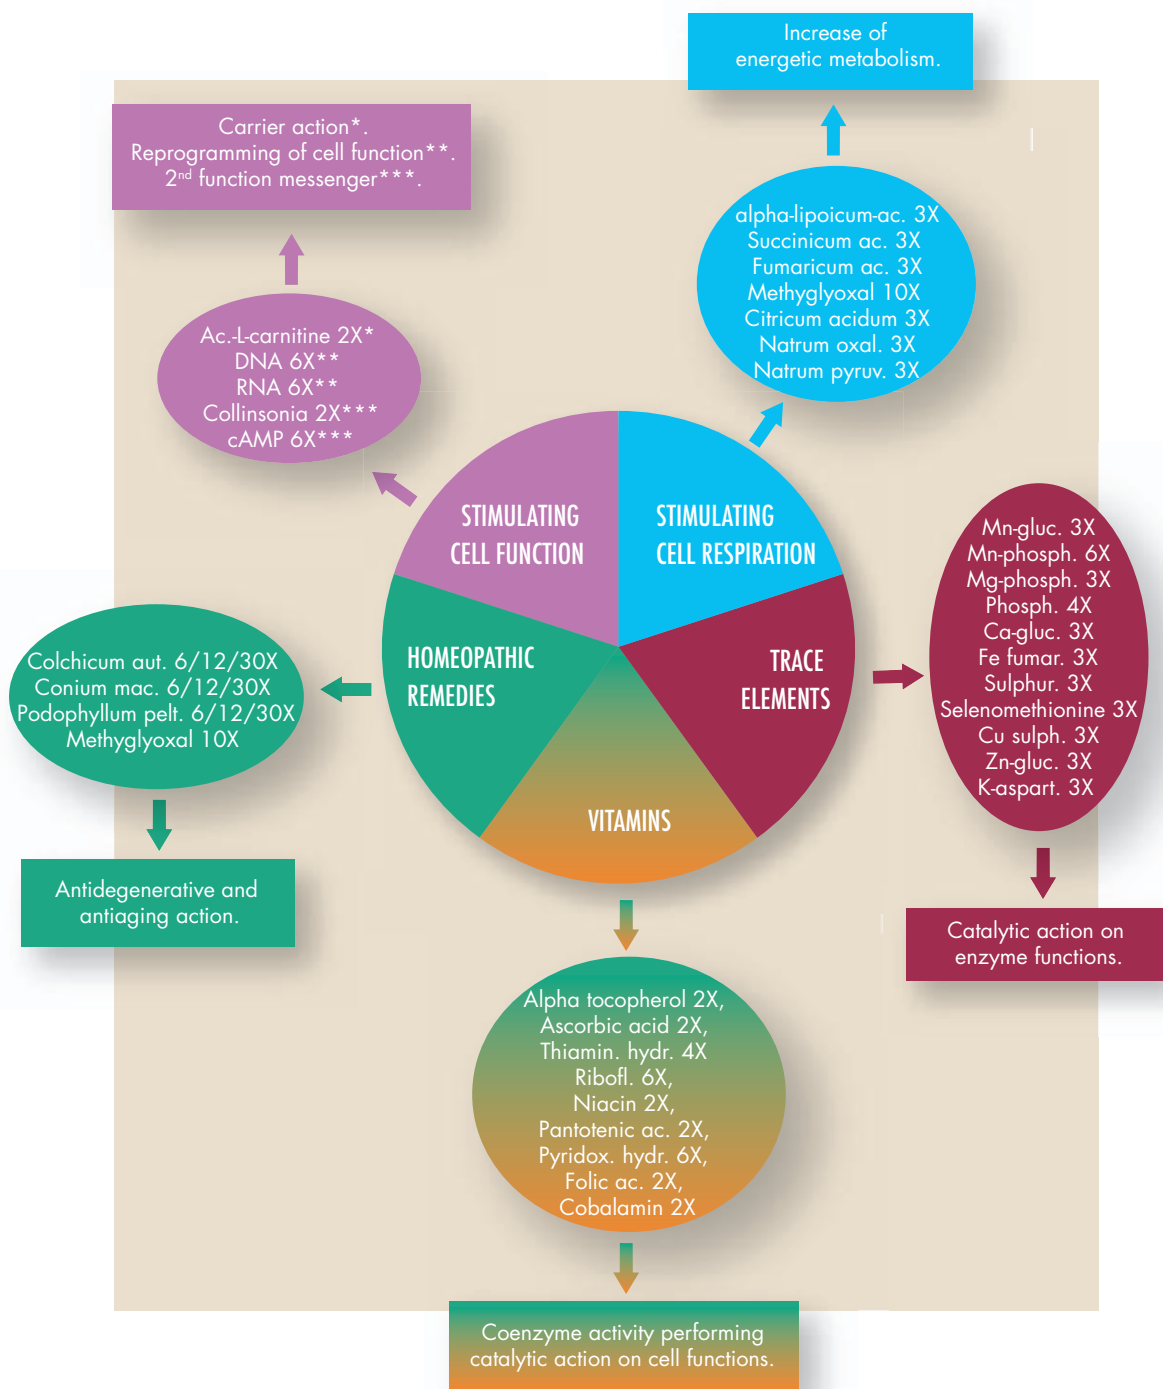 Increase of
energetic metabolism.
Carrier action*.
Reprogramming of cell function**.
2nd function messenger***.
alpha-lipoicum-ac. 3X
Succinicum ac. 3X
Fumaricum ac. 3X
Methyglyoxal 10X
Citricum acidum 3X
Natrum oxal. 3X
Natrum pyruv. 3X
Ac.-L-carnitine 2X*
DNA 6X**
RNA 6X**
Collinsonia 2X***
cAMP 6X***
STIMULATING
CELL FUNCTION
STIMULATING
CELL RESPIRATION
Mn-gluc. 3X
Mn-phosph. 6X
Mg-phosph. 3X
Phosph. 4X
Ca-gluc. 3X
Fe fumar. 3X
Sulphur. 3X
Selenomethionine 3X
Cu sulph. 3X
Zn-gluc. 3X
K-aspart. 3X
HOMEOPATHIC
REMEDIES
TRACE
ELEMENTS
Colchicum aut. 6/12/30X
Conium mac. 6/12/30X
Podophyllum pelt. 6/12/30X
Methyglyoxal 10X
VITAMINS
Antidegenerative and
antiaging action.
Catalytic action on
enzyme functions.
Alpha tocopherol 2X,
Ascorbic acid 2X,
Thiamin. hydr. 4X
Ribofl. 6X,
Niacin 2X,
Pantotenic ac. 2X,
Pyridox. hydr. 6X,
Folic ac. 2X,
Cobalamin 2X
Coenzyme activity performing
catalytic action on cell functions.